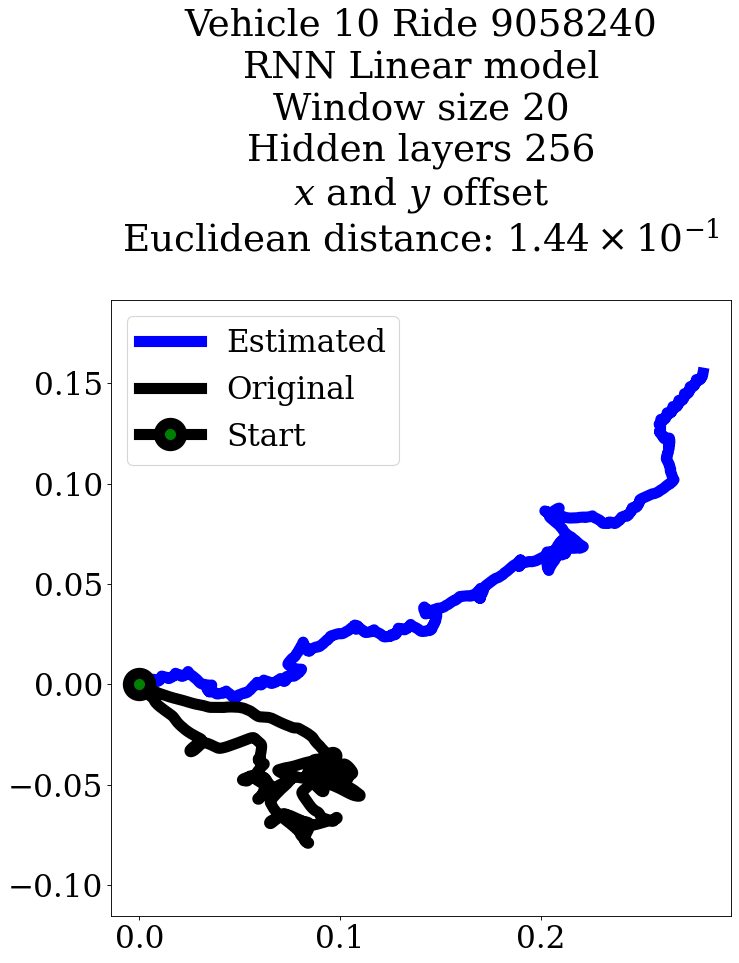 Vehicle 10 Ride 9058240
RNN Linear model
Window size 20
Hidden layers 256
x and y offset
Euclidean distance: 1.44 × 10⁻¹
Estimated
Original
Start
0.15
0.10
0.05
0.00
−0.05
−0.10
0.0 0.1 0.2